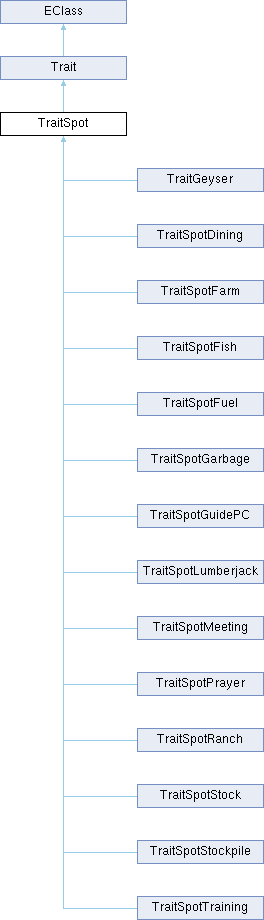 EClass
Trait
TraitSpot
TraitGeyser
TraitSpotDining
TraitSpotFarm
TraitSpotFish
TraitSpotFuel
TraitSpotGarbage
TraitSpotGuidePC
TraitSpotLumberjack
TraitSpotMeeting
TraitSpotPrayer
TraitSpotRanch
TraitSpotStock
TraitSpotStockpile
TraitSpotTraining